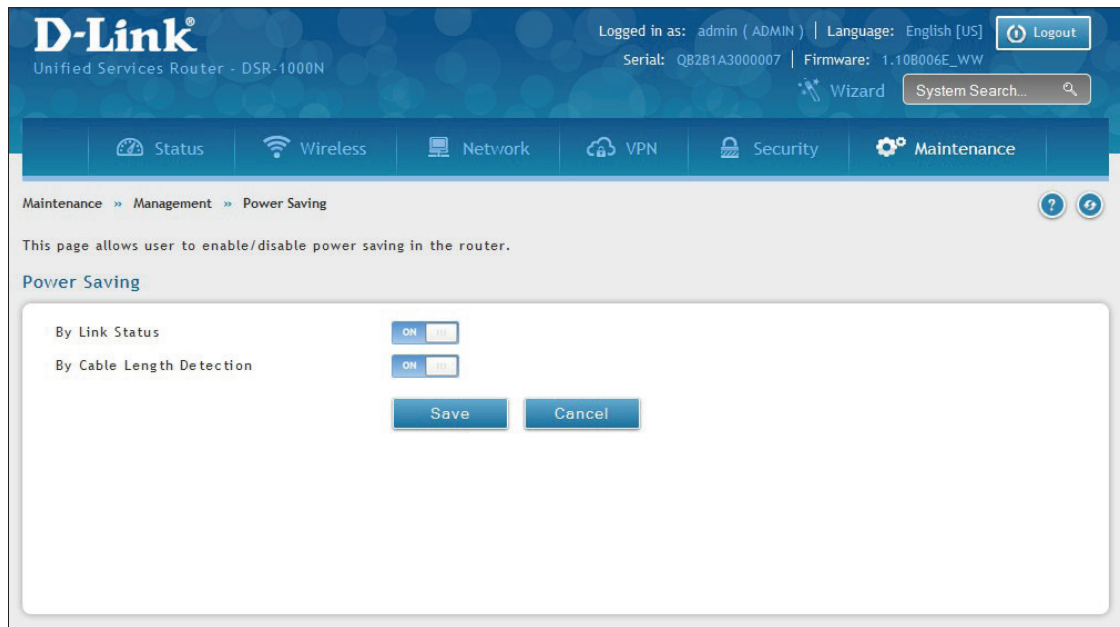 D-Link®
Unified Services Router - DSR-1000N
Logged in as: admin ( ADMIN ) | Language: English [US]
Logout
Serial: QB2B1A3000007 | Firmware: 1.10B006E_WW
Wizard
System Search...
Status
Wireless
Network
VPN
Security
Maintenance
Maintenance » Management » Power Saving
?
This page allows user to enable/disable power saving in the router.
Power Saving
By Link Status
ON
By Cable Length Detection
ON
Save
Cancel